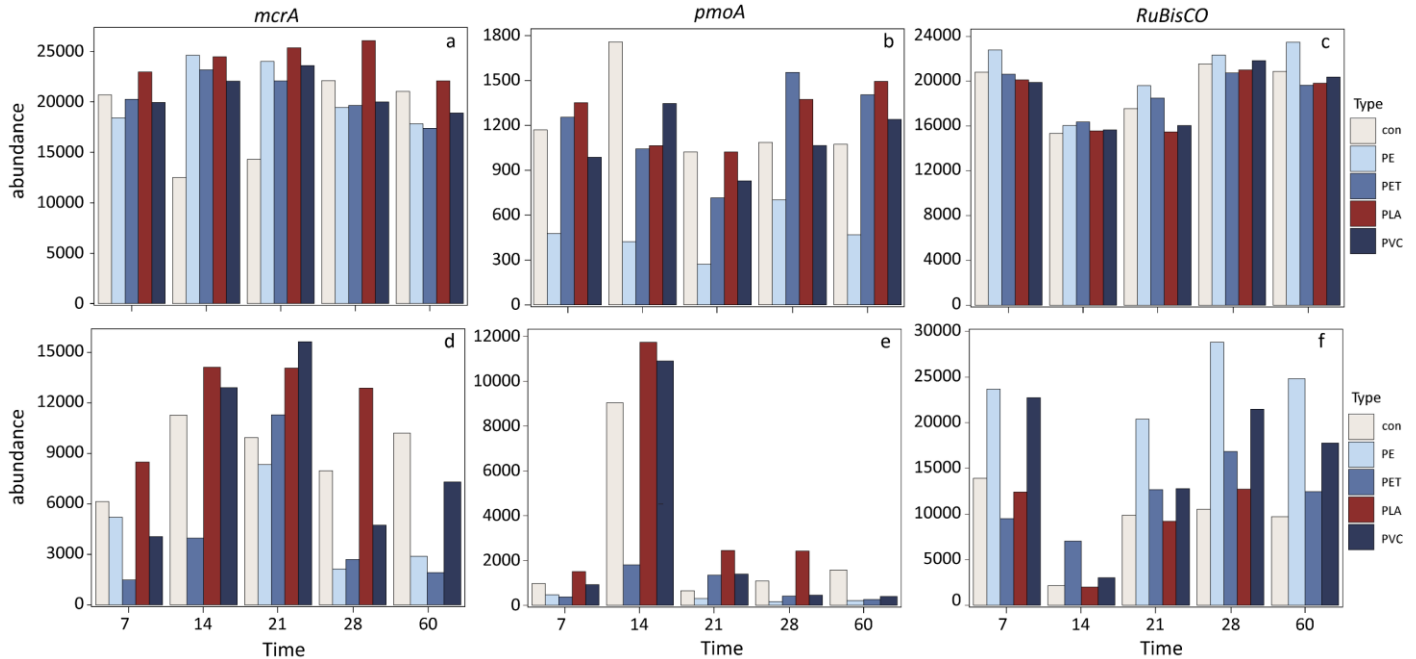 mcrA
pmoA
RuBisCO
abundance
25000
20000
15000
10000
5000
0
a
1800
1500
1200
900
600
300
0
b
24000
20000
16000
12000
8000
4000
0
c
Type
con
PE
PET
PLA
PVC
abundance
15000
12000
9000
6000
3000
0
d
7 14 21 28 60
Time
12000
10000
8000
6000
4000
2000
0
e
7 14 21 28 60
Time
30000
25000
20000
15000
10000
5000
0
f
7 14 21 28 60
Time
Type
con
PE
PET
PLA
PVC